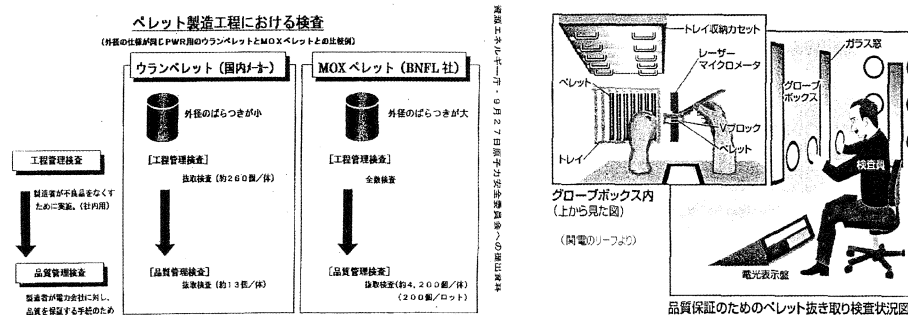 ペレット製造工程における検査
(外径の仕様が同じPWR用のウランペレットとMOXペレットとの比較例)
ウランペレット(国内メーカー)
外径のばらつきが小
[工程管理検査]
抜取検査(約260個/体)
[品質管理検査]
抜取検査(約13個/体)
MOXペレット(BNFL社)
外径のばらつきが大
[工程管理検査]
全数検査
[品質管理検査]
抜取検査(約4,200個/体)
(200個/ロット)
工程管理検査
製造者が不良品をなくす
ために実施。(社内用)
品質管理検査
製造者が電力会社に対し、
品質を保証する手続のため
資源エネルギー庁・9月27日原子力安全委員会への提出資料
トレイ収納カセット
レーザー
マイクロメータ
ペレット
Vブロック
ペレット
トレイ
グローブボックス内
(上から見た図)
(関電のリーフより)
ガラス窓
グローブ
ボックス
検査員
電光表示盤
品質保証のためのペレット抜き取り検査状況図